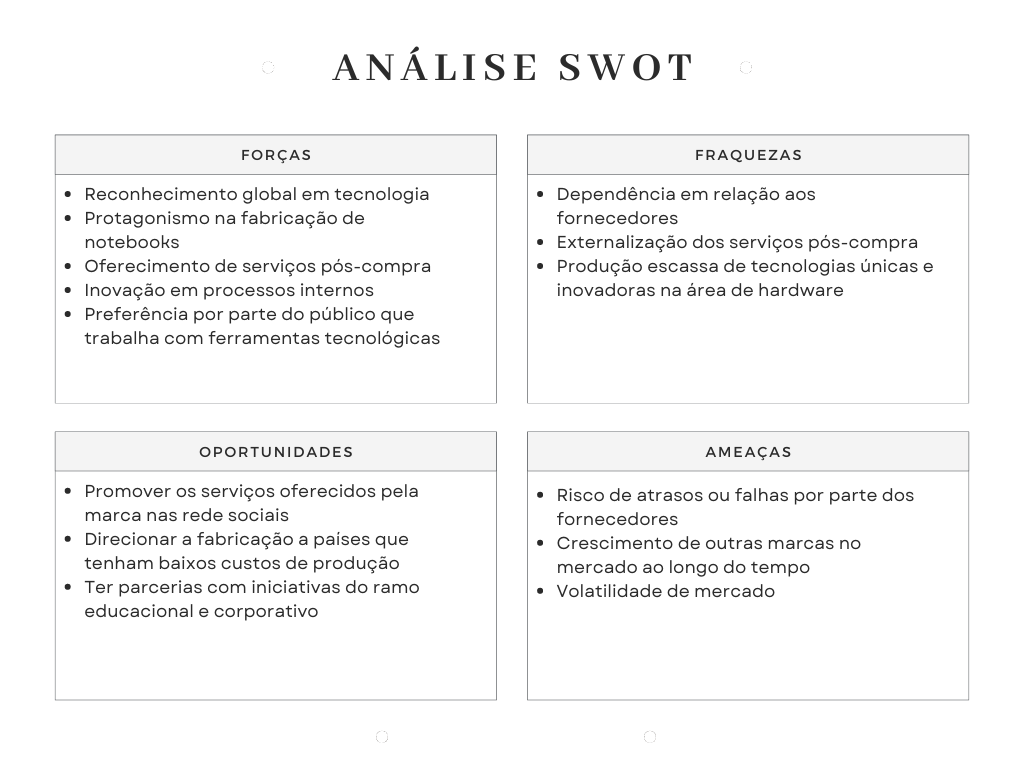 ANÁLISE SWOT
FORÇAS
• Reconhecimento global em tecnologia
• Protagonismo na fabricação de
notebooks
• Oferecimento de serviços pós-compra
• Inovação em processos internos
• Preferência por parte do público que
trabalha com ferramentas tecnológicas
FRAQUEZAS
• Dependência em relação aos
fornecedores
• Externalização dos serviços pós-compra
• Produção escassa de tecnologias únicas e
inovadoras na área de hardware
OPORTUNIDADES
• Promover os serviços oferecidos pela
marca nas rede sociais
• Direcionar a fabricação a países que
tenham baixos custos de produção
• Ter parcerias com iniciativas do ramo
educacional e corporativo
AMEAÇAS
• Risco de atrasos ou falhas por parte dos
fornecedores
• Crescimento de outras marcas no
mercado ao longo do tempo
• Volatilidade de mercado